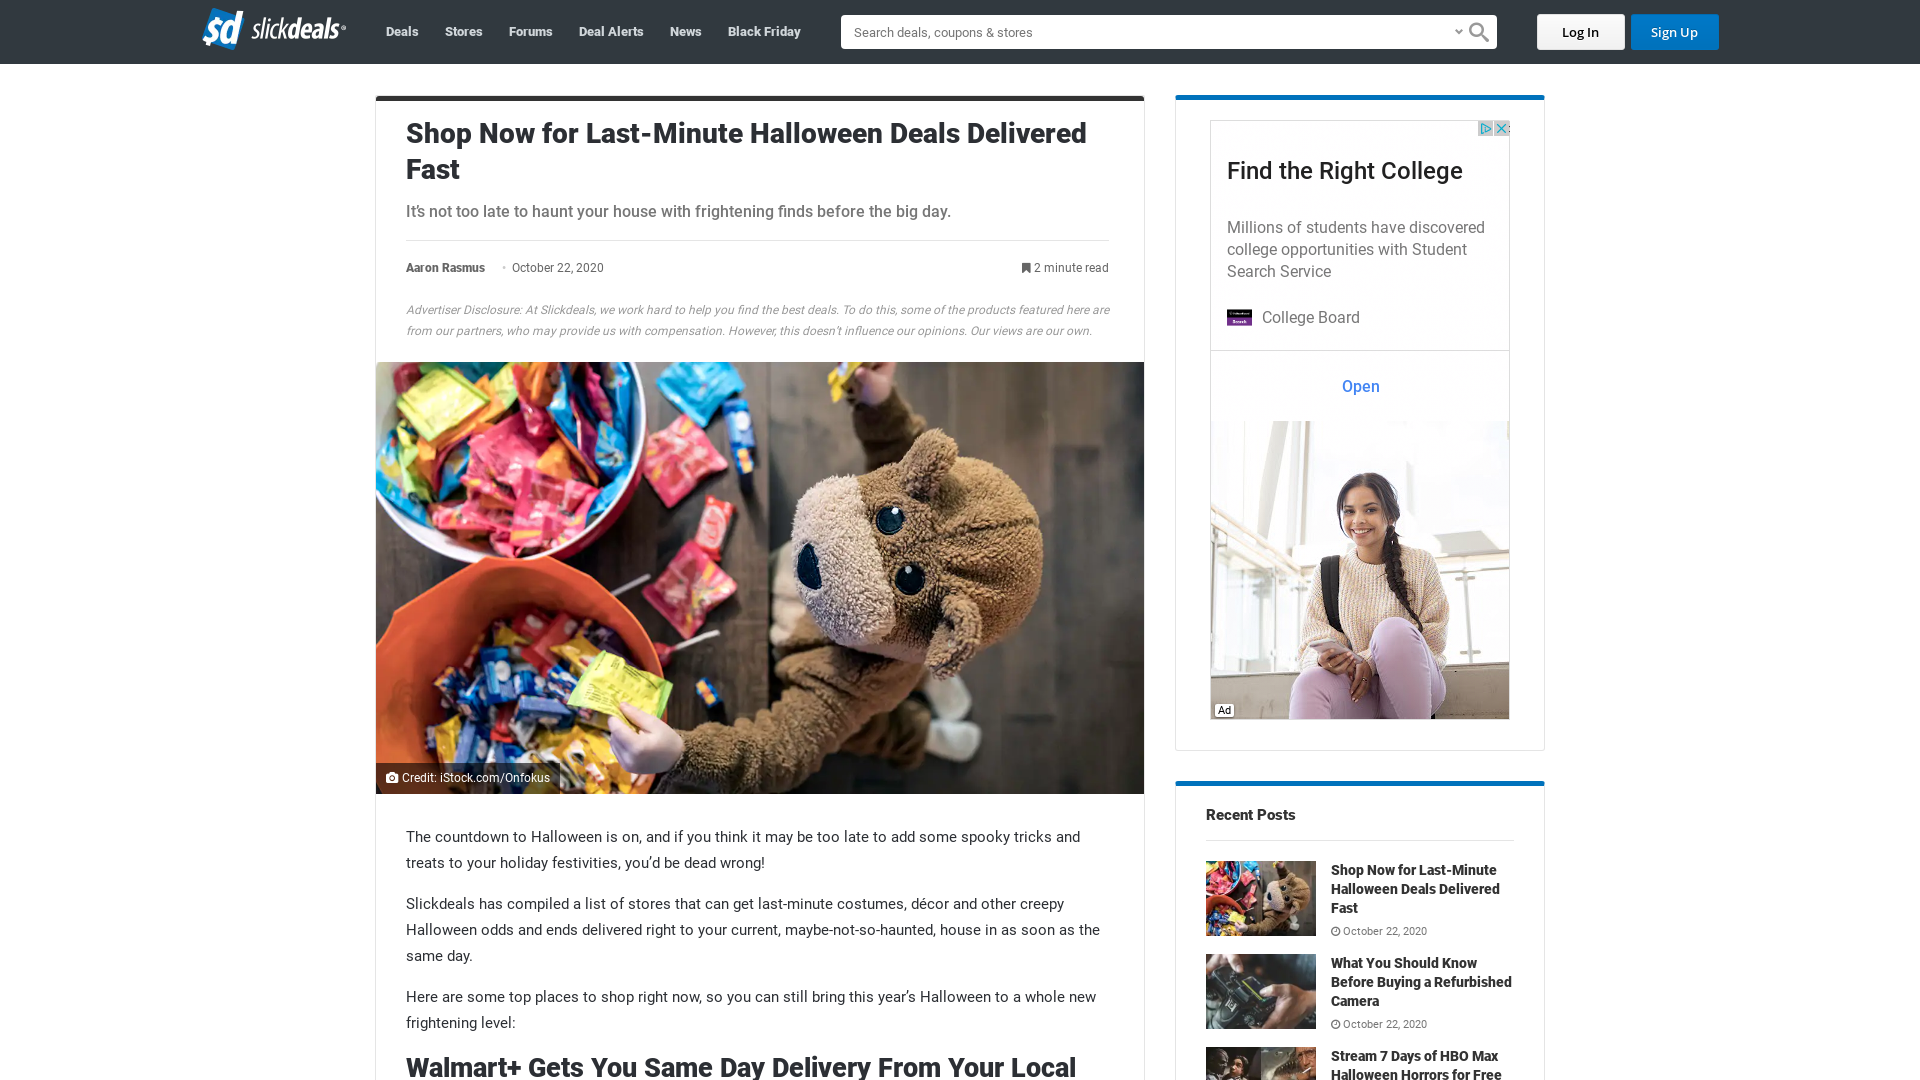 $d slickdeals
Deals Stores Forums Deal Alerts News Black Friday Search deals, coupons & stores Log In Sign Up
Shop Now for Last-Minute Halloween Deals Delivered
Fast
It’s not too late to haunt your house with frightening finds before the big day.
Aaron Rasmus • October 22, 2020 2 minute read
Advertiser Disclosure: At Slickdeals, we work hard to help you find the best deals. To do this, some of the products featured here are
from our partners, who may provide us with compensation. However, this doesn’t influence our opinions. Our views are our own.
Credit: iStock.com/Onfokus
The countdown to Halloween is on, and if you think it may be too late to add some spooky tricks and
treats to your holiday festivities, you’d be dead wrong!
Slickdeals has compiled a list of stores that can get last-minute costumes, décor and other creepy
Halloween odds and ends delivered right to your current, maybe-not-so-haunted, house in as soon as the
same day.
Here are some top places to shop right now, so you can still bring this year’s Halloween to a whole new
frightening level:
Walmart+ Gets You Same Day Delivery From Your Local
Find the Right College
Millions of students have discovered
college opportunities with Student
Search Service
College Board
Open
Ad
Recent Posts
Shop Now for Last-Minute
Halloween Deals Delivered
Fast
October 22, 2020
What You Should Know
Before Buying a Refurbished
Camera
October 22, 2020
Stream 7 Days of HBO Max
Halloween Horrors for Free